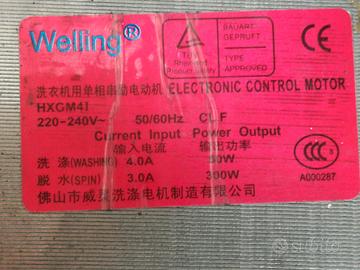 Welling®
BAUART
GEPRUFT
TYPE
APPROVED
TÜV
Rheinland
Product Safety
洗衣机用单相串励电动机 ELECTRONIC CONTROL MOTOR
HXGM4I
220-240V~ 50/60Hz CL.F
Current Input Power Output
输入电流 输出功率
洗 涤(WASHING) 4.0A 50W
脱 水(SPIN) 3.0A 300W
CCC S
A000287
佛山市威灵洗涤电机制造有限公司
subito